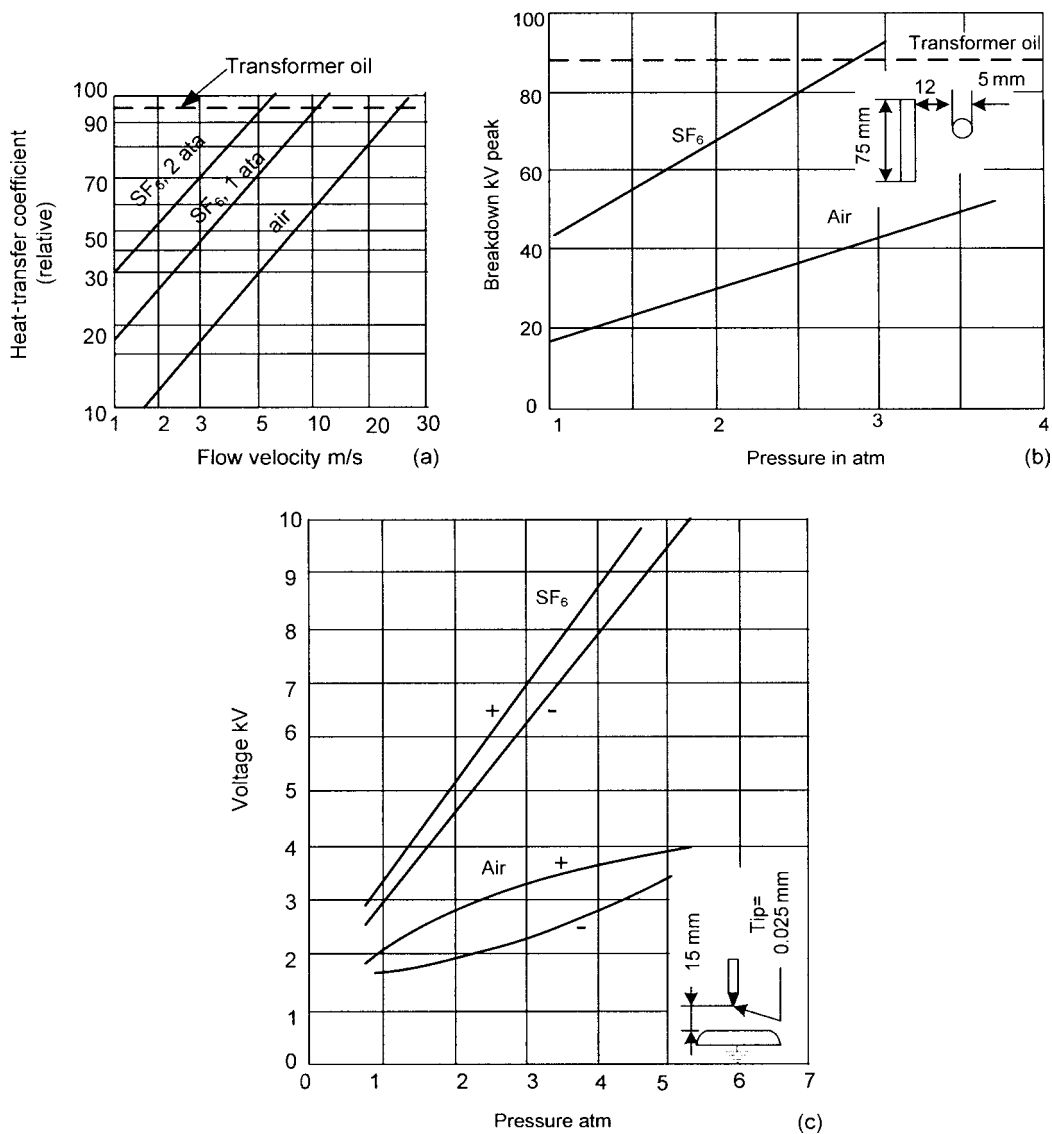 Transformer oil
100
90
70
50
30
20
10
Heat-transfer coefficient
(relative)
SF₆, 2 ata
SF₆, 1 ata
air
1 2 3 5 10 20 30
Flow velocity m/s
(a)
100
80
60
40
20
0
Breakdown kV peak
Transformer oil
12
5 mm
75 mm
SF₆
Air
1 2 3 4
Pressure in atm
(b)
10
9
8
7
6
5
4
3
2
1
0
Voltage kV
SF₆
+ -
Air
+
-
15 mm
Tip=
0.025 mm
0 1 2 3 4 5 6 7
Pressure atm
(c)